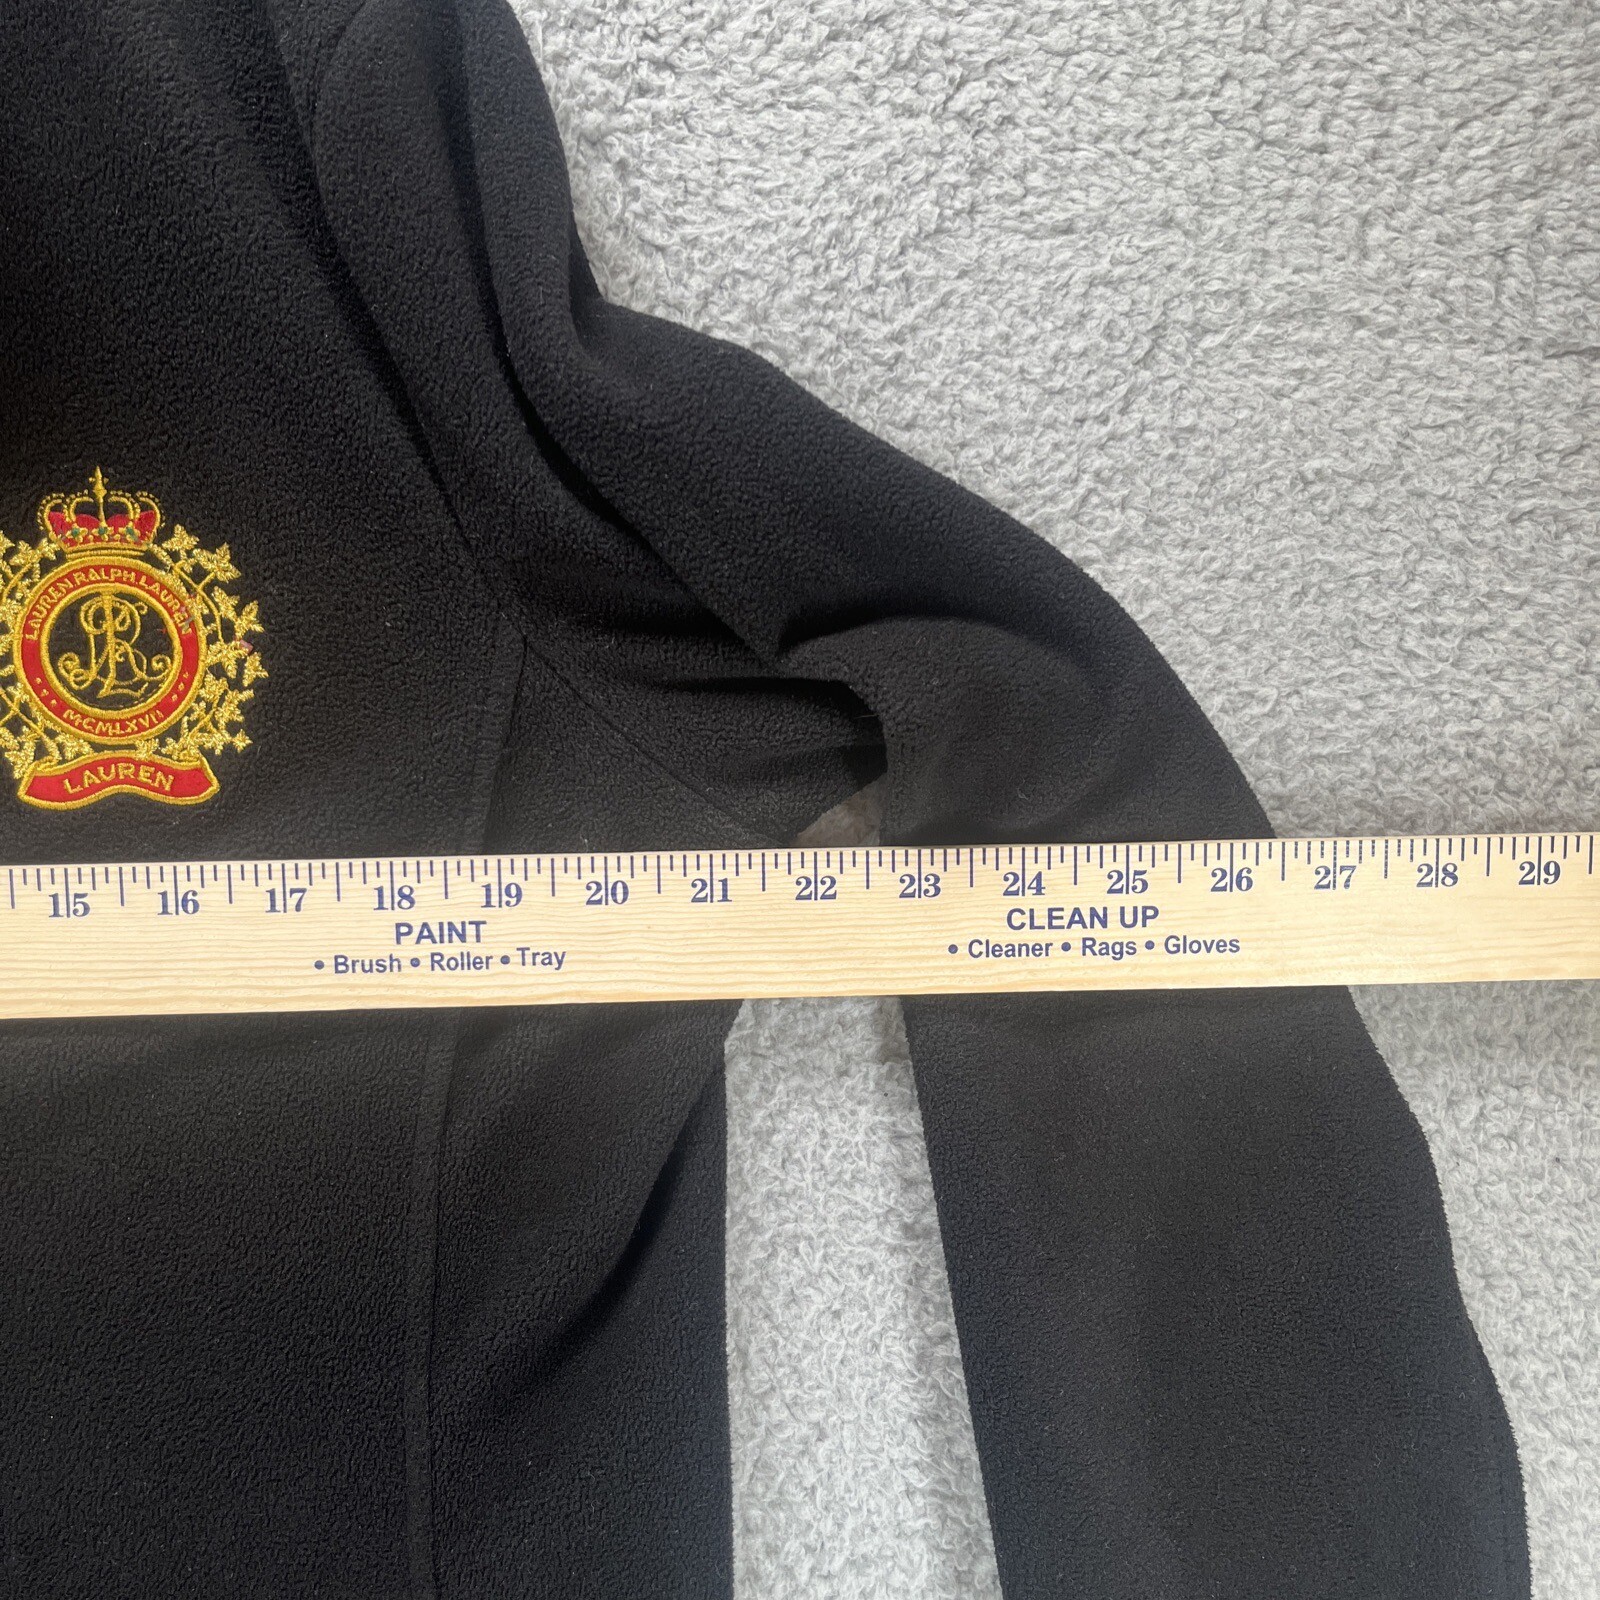 LAUREN RALPH LAUREN
LRL
MCMLXVII
LAUREN
15 16 17 18 19 20 21 22 23 24 25 26 27 28 29
PAINT
• Brush • Roller • Tray
CLEAN UP
• Cleaner • Rags • Gloves